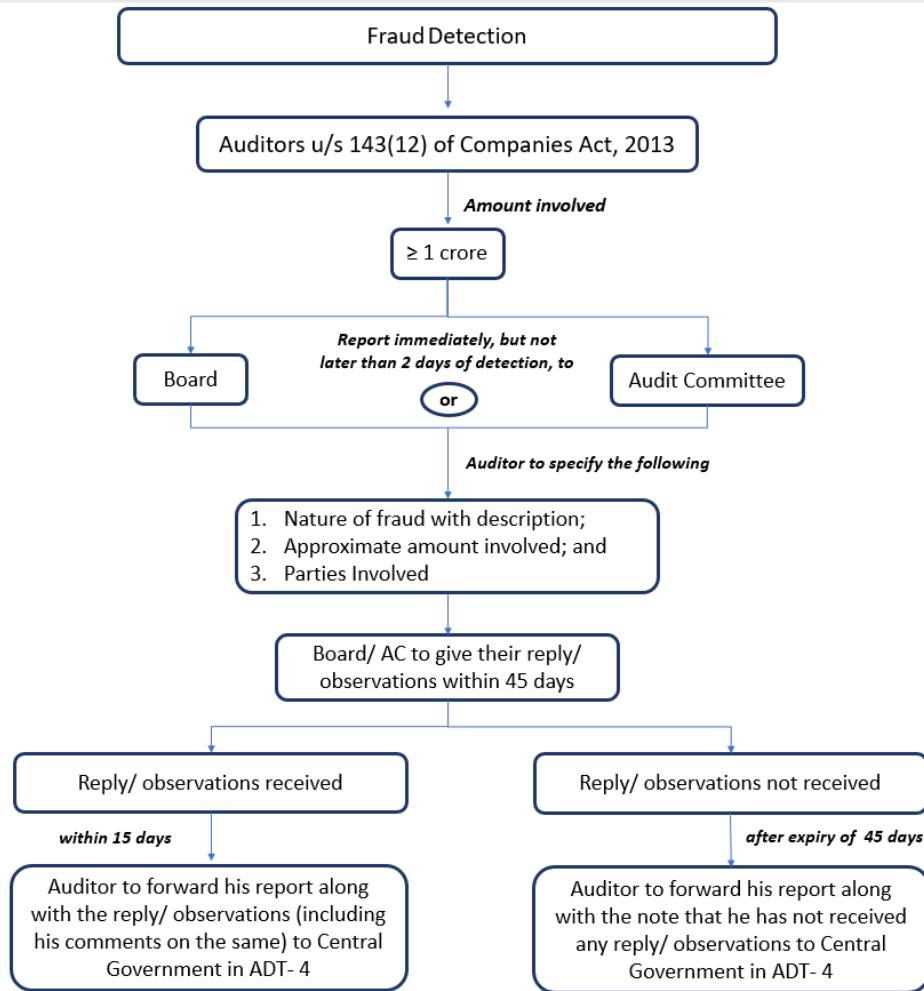 Fraud Detection
Auditors u/s 143(12) of Companies Act, 2013
Amount involved
≥ 1 crore
Report immediately, but not
later than 2 days of detection, to
Board
or
Audit Committee
Auditor to specify the following
1. Nature of fraud with description;
2. Approximate amount involved; and
3. Parties Involved
Board/ AC to give their reply/
observations within 45 days
Reply/ observations received
Reply/ observations not received
within 15 days
after expiry of 45 days
Auditor to forward his report along
with the reply/ observations (including
his comments on the same) to Central
Government in ADT- 4
Auditor to forward his report along
with the note that he has not received
any reply/ observations to Central
Government in ADT- 4